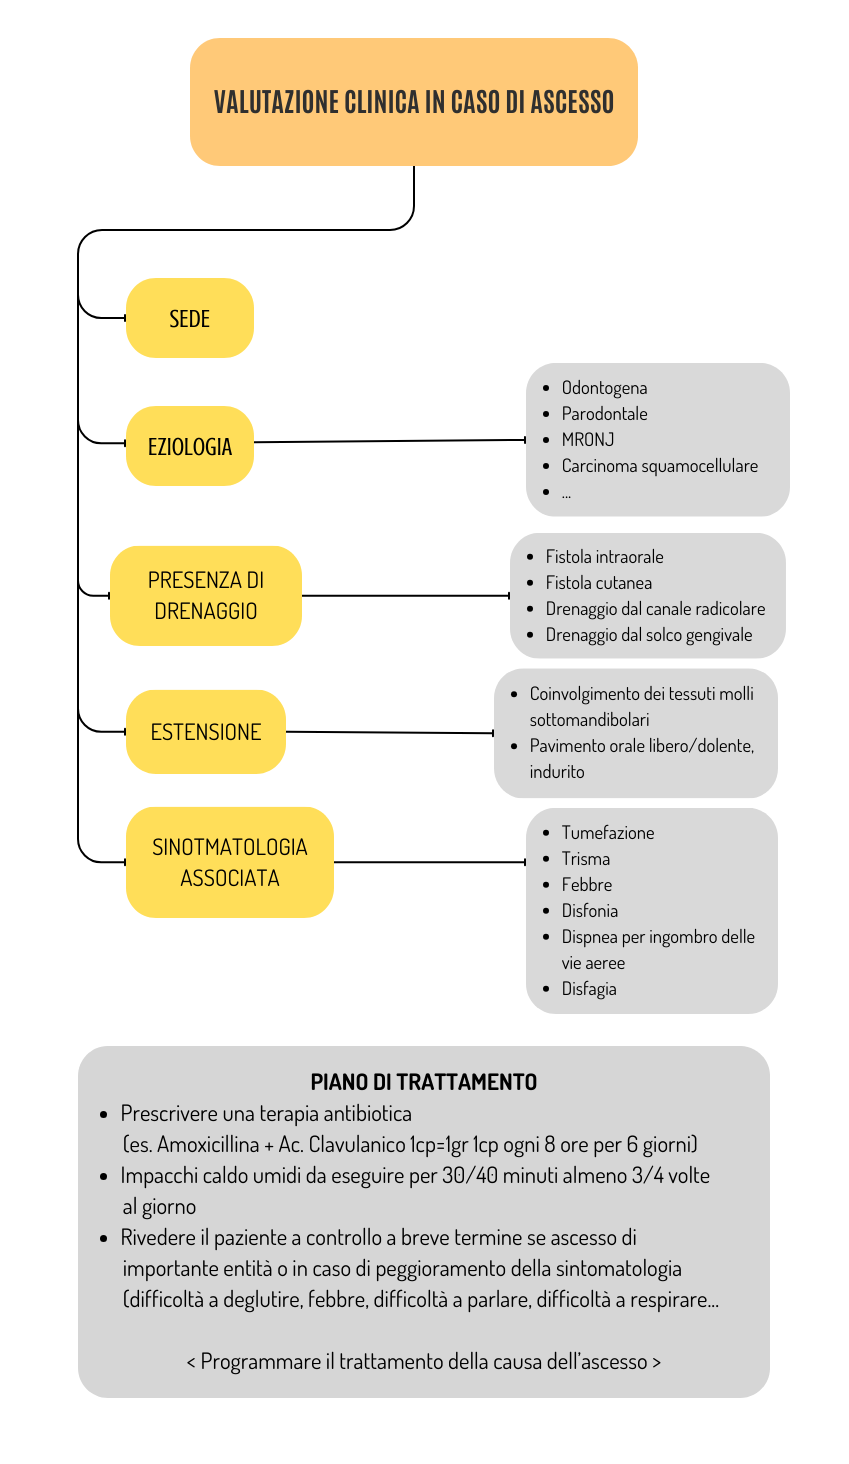 VALUTAZIONE CLINICA IN CASO DI ASCESSO
SEDE
EZIOLOGIA
• Odontogena
• Parodontale
• MRONJ
• Carcinoma squamocellulare
• ...
PRESENZA DI
DRENAGGIO
• Fistola intraorale
• Fistola cutanea
• Drenaggio dal canale radicolare
• Drenaggio dal solco gengivale
ESTENSIONE
• Coinvolgimento dei tessuti molli
sottomandibolari
• Pavimento orale libero/dolente,
indurito
SINOTMATOLOGIA
ASSOCIATA
• Tumefazione
• Trisma
• Febbre
• Disfonia
• Dispnea per ingombro delle
vie aeree
• Disfagia
PIANO DI TRATTAMENTO
• Prescrivere una terapia antibiotica
(es. Amoxicillina + Ac. Clavulanico 1cp=1gr 1cp ogni 8 ore per 6 giorni)
• Impacchi caldo umidi da eseguire per 30/40 minuti almeno 3/4 volte
al giorno
• Rivedere il paziente a controllo a breve termine se ascesso di
importante entità o in caso di peggioramento della sintomatologia
(difficoltà a deglutire, febbre, difficoltà a parlare, difficoltà a respirare...
< Programmare il trattamento della causa dell'ascesso >